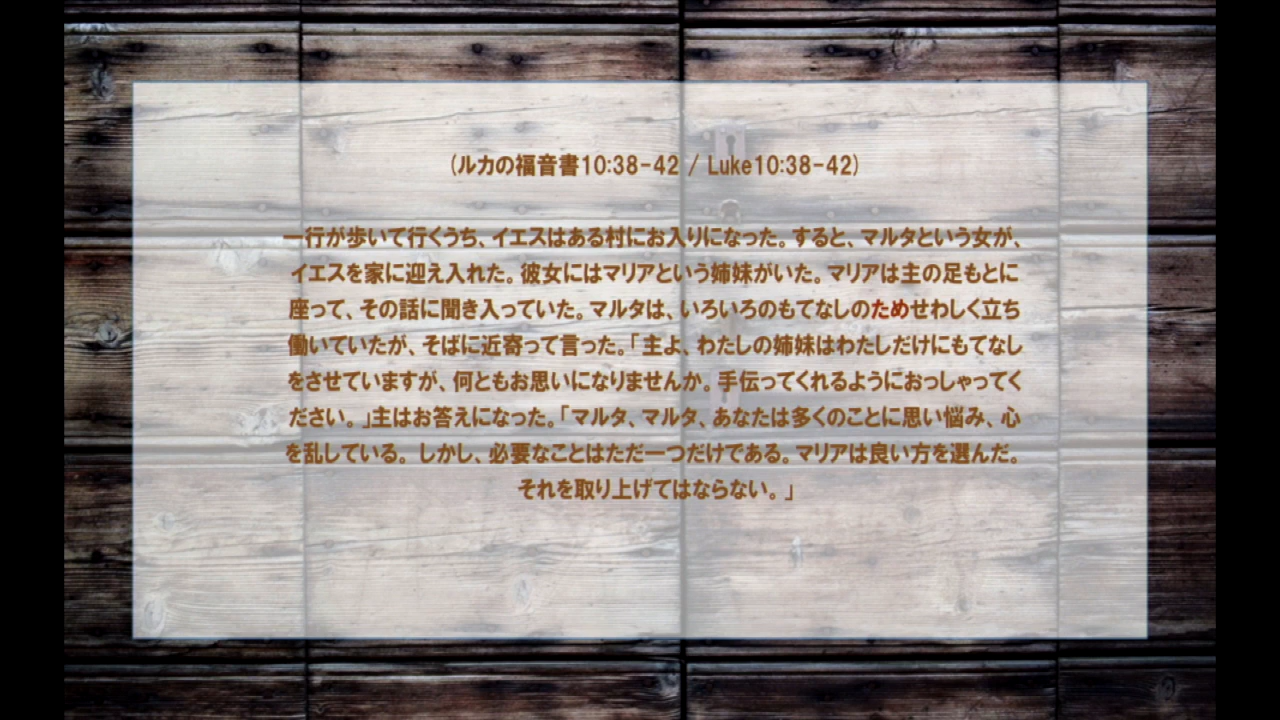 (ルカの福音書10:38-42 / Luke10:38-42)
一行が歩いて行くうち、イエスはある村にお入りになった。すると、マルタという女が、
イエスを家に迎え入れた。彼女にはマリアという姉妹がいた。マリアは主の足もとに
座って、その話に聞き入っていた。マルタは、いろいろのもてなしのためせわしく立ち
働いていたが、そばに近寄って言った。「主よ、わたしの姉妹はわたしだけにもてなし
をさせていますが、何ともお思いになりませんか。手伝ってくれるようにおっしゃってく
ださい。」主はお答えになった。「マルタ、マルタ、あなたは多くのことに思い悩み、心
を乱している。しかし、必要なことはただ一つだけである。マリアは良い方を選んだ。
それを取り上げてはならない。」